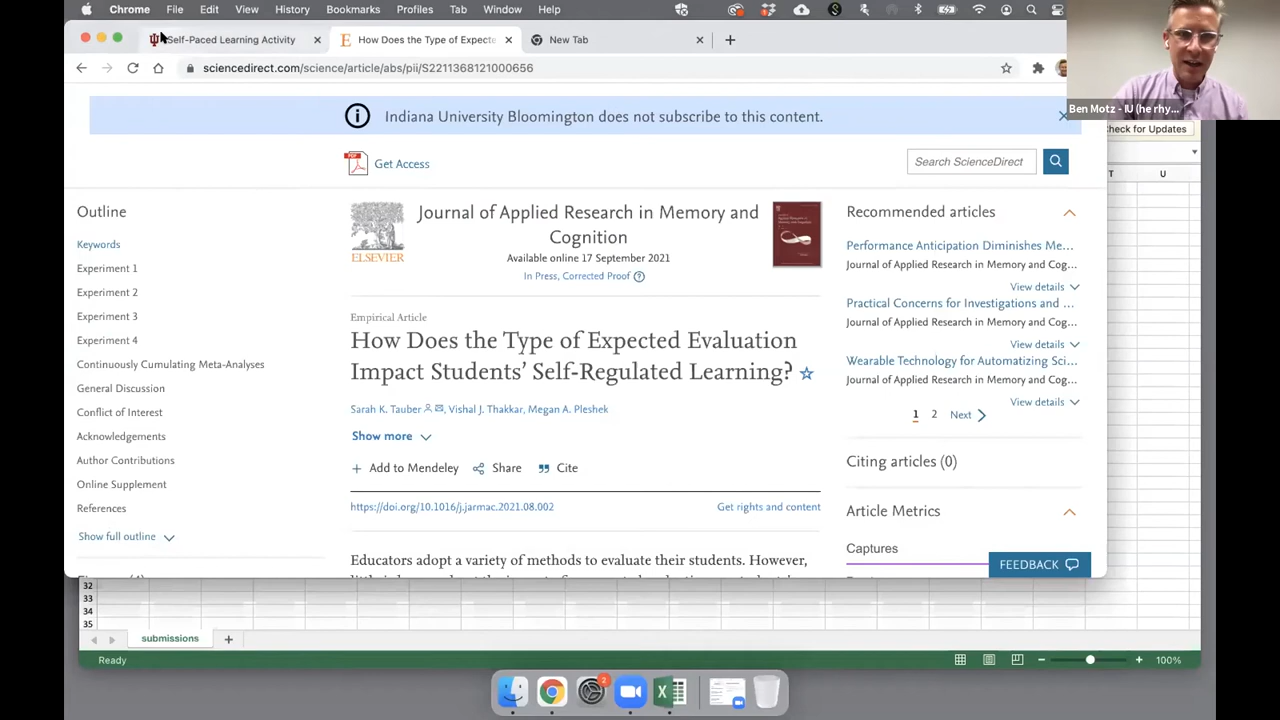 Chrome File Edit View History Bookmarks Profiles Tab Window Help
Self-Paced Learning Activity
How Does the Type of Expecte
New Tab
sciencedirect.com/science/article/abs/pii/S2211368121000656
Ben Motz - IU (he rhy...
Check for Updates
Indiana University Bloomington does not subscribe to this content.
PDF Get Access
Search ScienceDirect
T U
Outline
Keywords
Experiment 1
Experiment 2
Experiment 3
Experiment 4
Continuously Cumulating Meta-Analyses
General Discussion
Conflict of Interest
Acknowledgements
Author Contributions
Online Supplement
References
Show full outline
ELSEVIER
Journal of Applied Research in Memory and
Cognition
Available online 17 September 2021
In Press, Corrected Proof
Empirical Article
How Does the Type of Expected Evaluation
Impact Students' Self-Regulated Learning?
Sarah K. Tauber, Vishal J. Thakkar, Megan A. Pleshek
Show more
Add to Mendeley Share Cite
https://doi.org/10.1016/j.jarmac.2021.08.002
Get rights and content
Educators adopt a variety of methods to evaluate their students. However,
Recommended articles
Performance Anticipation Diminishes Me...
Journal of Applied Research in Memory and Cog...
View details
Practical Concerns for Investigations and ...
Journal of Applied Research in Memory and Cog...
View details
Wearable Technology for Automatizing Sci...
Journal of Applied Research in Memory and Cog...
View details
1 2 Next
Citing articles (0)
Article Metrics
Captures
FEEDBACK
32
33
34
35
submissions
Ready
100%
2